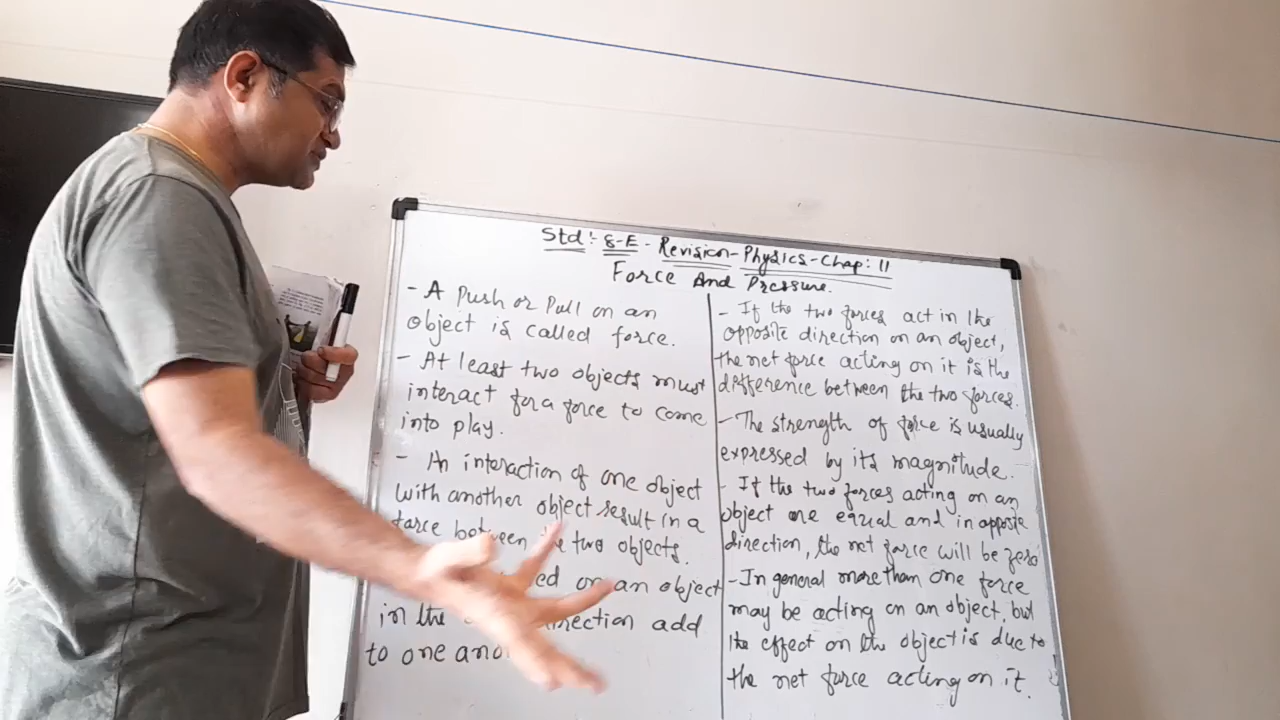 Std:- 8-E - Revision- Physics-Chap: 11
Force And Pressure.
- A Push or Pull on an
object is called force.
- At least two objects must
interact for a force to come
into play.
- An interaction of one object
with another object result in a
force between the two objects.
on an object
in the direction add
to one
- If the two forces act in the
opposite direction on an object,
the net force acting on it is the
difference between the two forces.
- The strength of force is usually
expressed by its magnitude.
- If the two forces acting on an
object are equal and in opposite
direction, the net force will be zero
- In general more than one force
may be acting on an object, but
the effect on the object is due to
the net force acting on it.